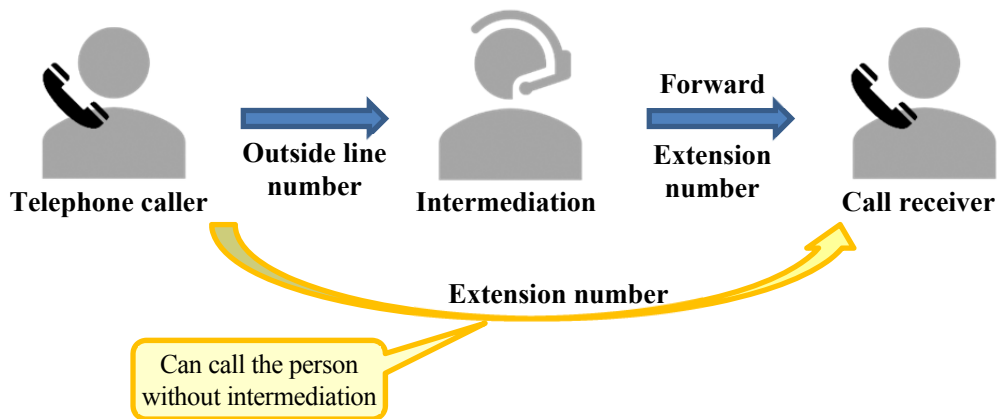 Forward
Outside line
number
Extension
number
Telephone caller
Intermediation
Call receiver
Extension number
Can call the person
without intermediation